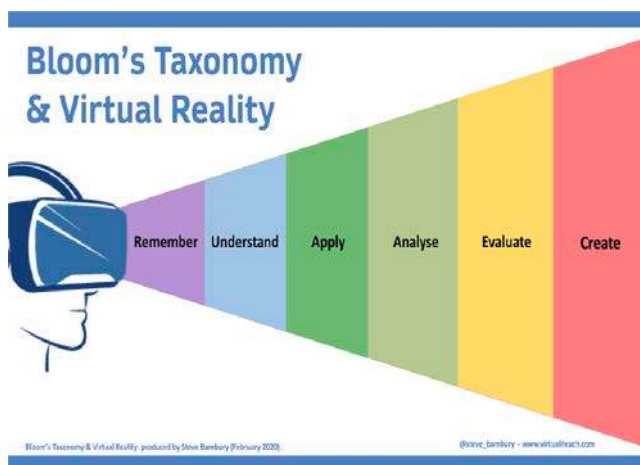 Bloom's Taxonomy
& Virtual Reality
Remember Understand Apply Analyse Evaluate Create
Bloom's Taxonomy & Virtual Reality: produced by Steve Bambury (February 2020)
@steve_bambury - www.virtualiteach.com